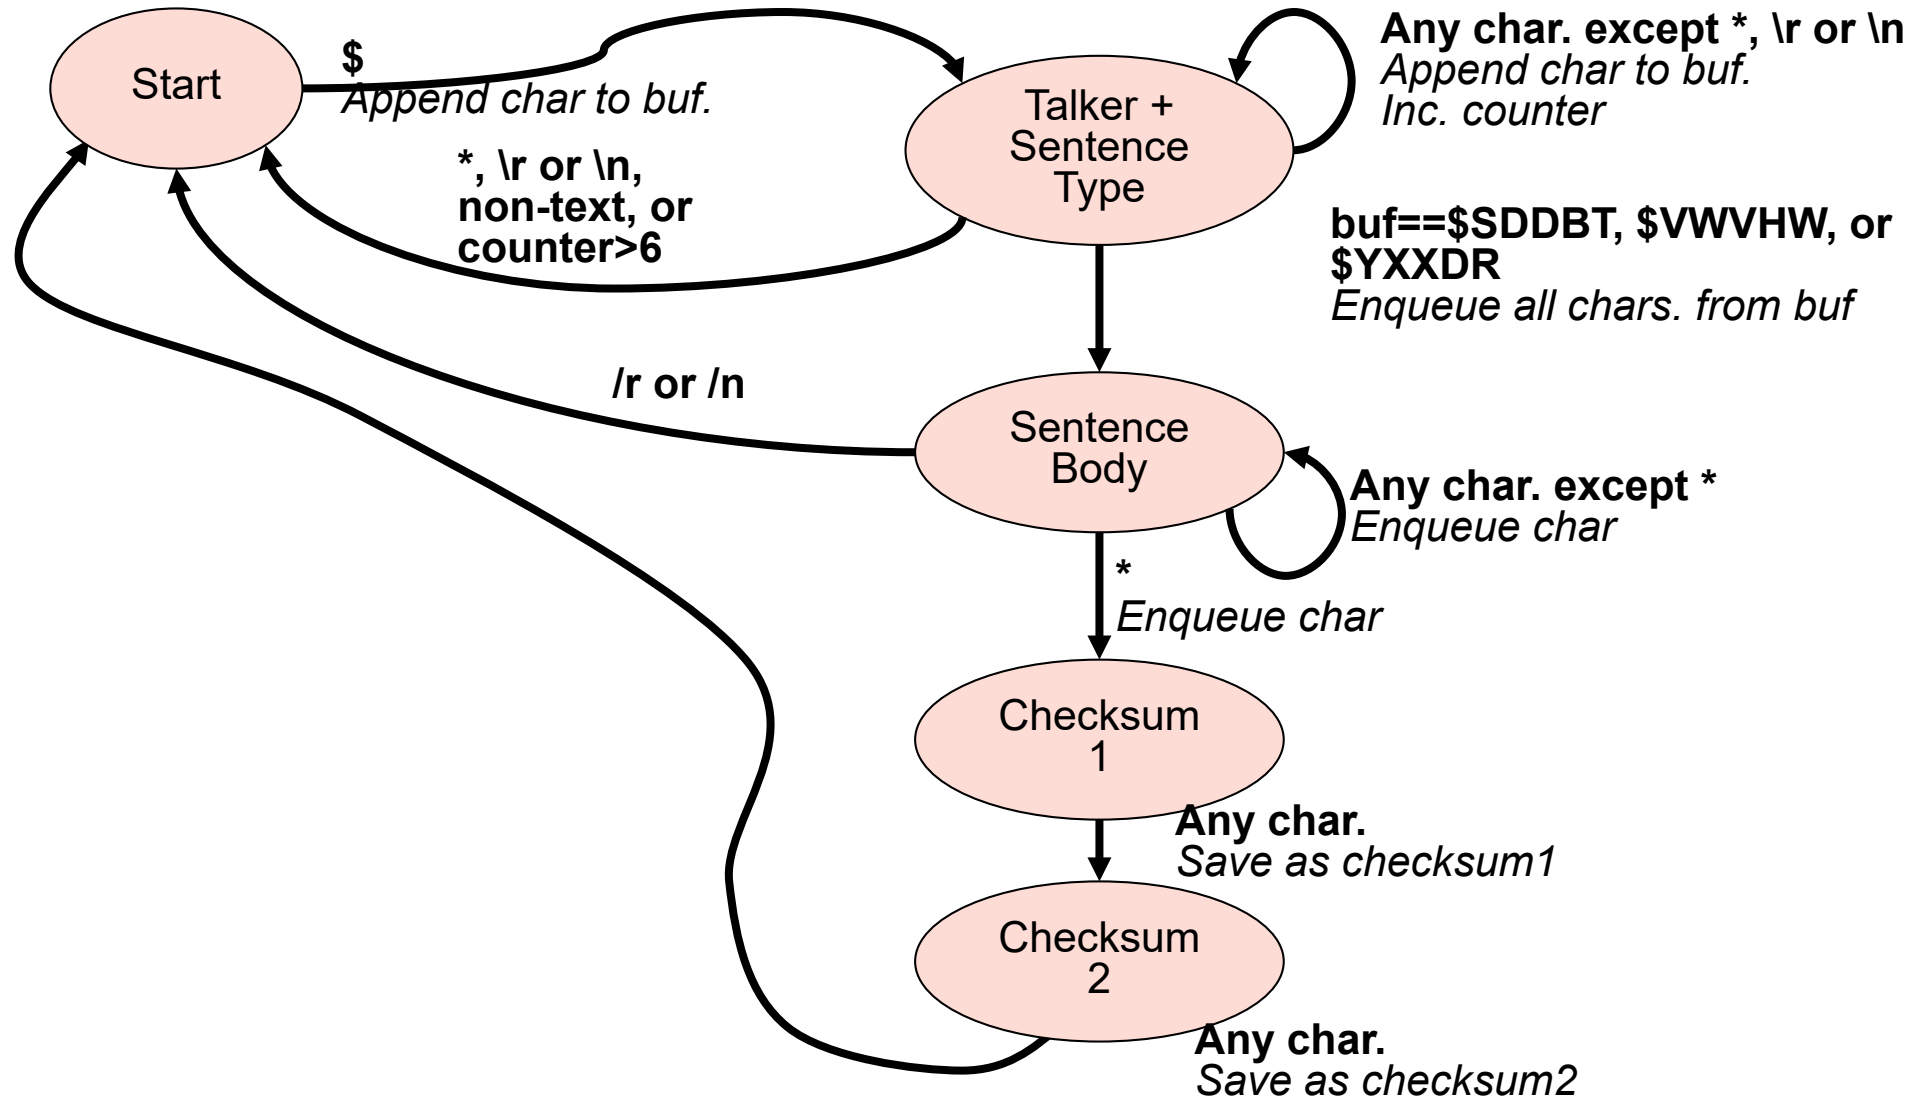 Start
$
Append char to buf.
Talker +
Sentence
Type
Any char. except *, \r or \n
Append char to buf.
Inc. counter
*, \r or \n,
non-text, or
counter>6
buf==$SDDBT, $VWVHW, or
$YXXDR
Enqueue all chars. from buf
/r or /n
Sentence
Body
Any char. except *
Enqueue char
*
Enqueue char
Checksum
1
Any char.
Save as checksum1
Checksum
2
Any char.
Save as checksum2